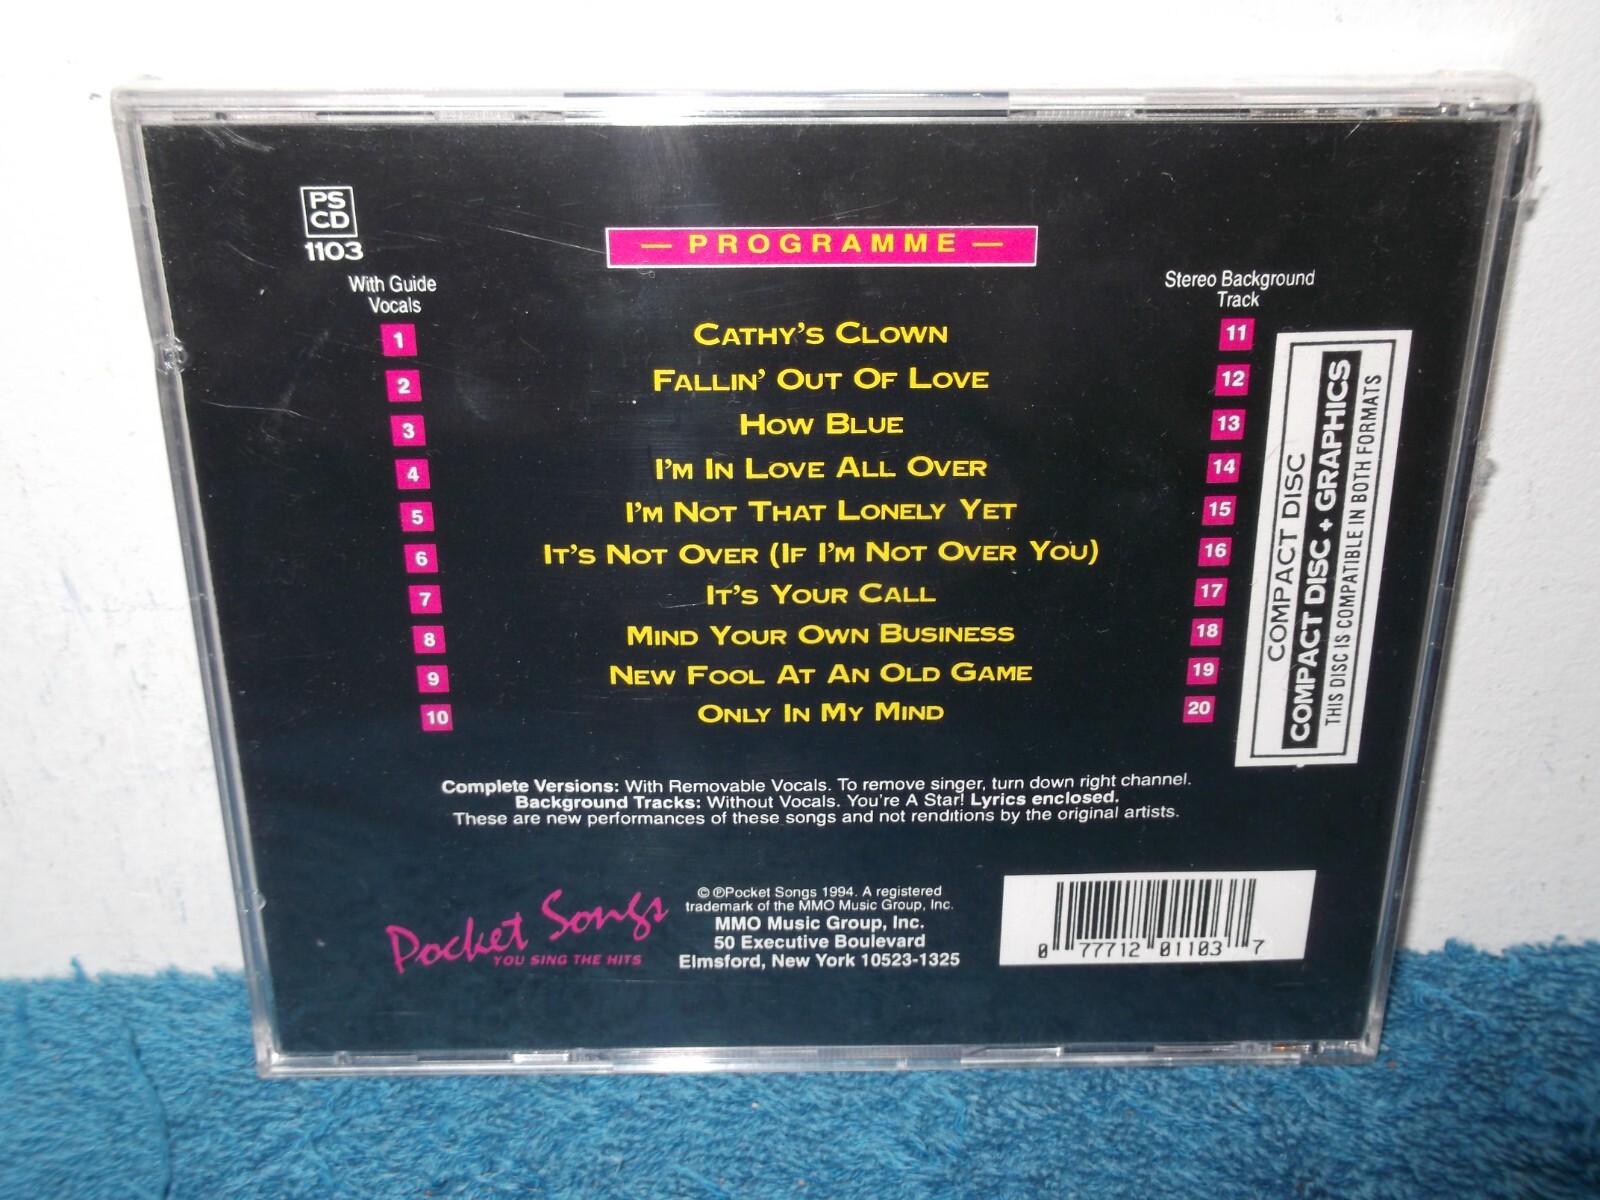 PS
CD
1103
— PROGRAMME —
With Guide
Vocals
Stereo Background
Track
1 CATHY'S CLOWN 11
2 FALLIN' OUT OF LOVE 12
3 HOW BLUE 13
4 I'M IN LOVE ALL OVER 14
5 I'M NOT THAT LONELY YET 15
6 IT'S NOT OVER (IF I'M NOT OVER YOU) 16
7 IT'S YOUR CALL 17
8 MIND YOUR OWN BUSINESS 18
9 NEW FOOL AT AN OLD GAME 19
10 ONLY IN MY MIND 20
COMPACT DISC
COMPACT DISC + GRAPHICS
THIS DISC IS COMPATIBLE IN BOTH FORMATS
Complete Versions: With Removable Vocals. To remove singer, turn down right channel.
Background Tracks: Without Vocals. You're A Star! Lyrics enclosed.
These are new performances of these songs and not renditions by the original artists.
Pocket Songs
YOU SING THE HITS
© ℗Pocket Songs 1994. A registered
trademark of the MMO Music Group, Inc.
MMO Music Group, Inc.
50 Executive Boulevard
Elmsford, New York 10523-1325
0 77712 01103 7